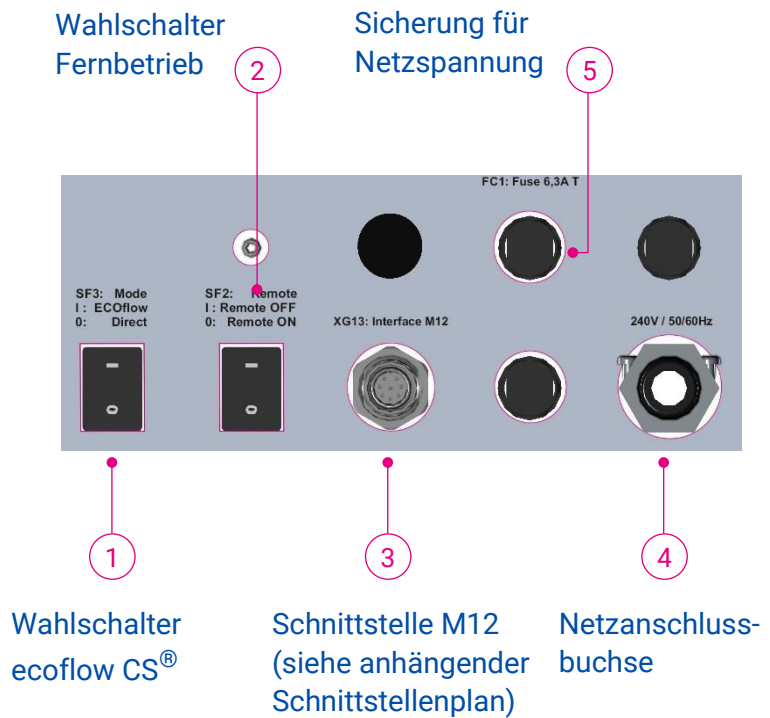 Wahlschalter
Fernbetrieb
2
Sicherung für
Netzspannung
5
FC1: Fuse 6,3A T
SF3: Mode
I : ECOflow
0: Direct
SF2: Remote
I : Remote OFF
0: Remote ON
XG13: Interface M12
240V / 50/60Hz
1
3
4
Wahlschalter
ecoflow CS®
Schnittstelle M12
(siehe anhängender
Schnittstellenplan)
Netzanschluss-
buchse